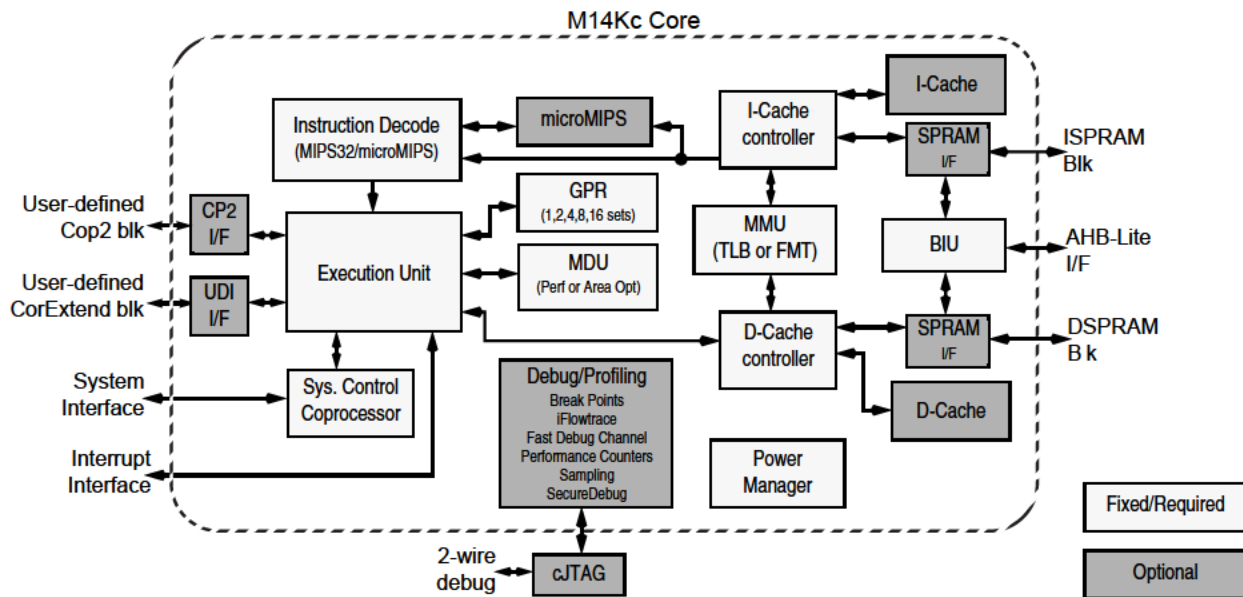 M14Kc Core
I-Cache
Instruction Decode
(MIPS32/microMIPS)
microMIPS
I-Cache
controller
SPRAM
I/F
ISPRAM
Blk
GPR
(1,2,4,8,16 sets)
User-defined
Cop2 blk
CP2
I/F
Execution Unit
MMU
(TLB or FMT)
BIU
AHB-Lite
I/F
MDU
(Perf or Area Opt)
User-defined
CorExtend blk
UDI
I/F
D-Cache
controller
SPRAM
I/F
DSPRAM
B k
System
Interface
Sys. Control
Coprocessor
Debug/Profiling
Break Points
iFlowtrace
Fast Debug Channel
Performance Counters
Sampling
SecureDebug
D-Cache
Interrupt
Interface
Power
Manager
Fixed/Required
2-wire
debug
cJTAG
Optional